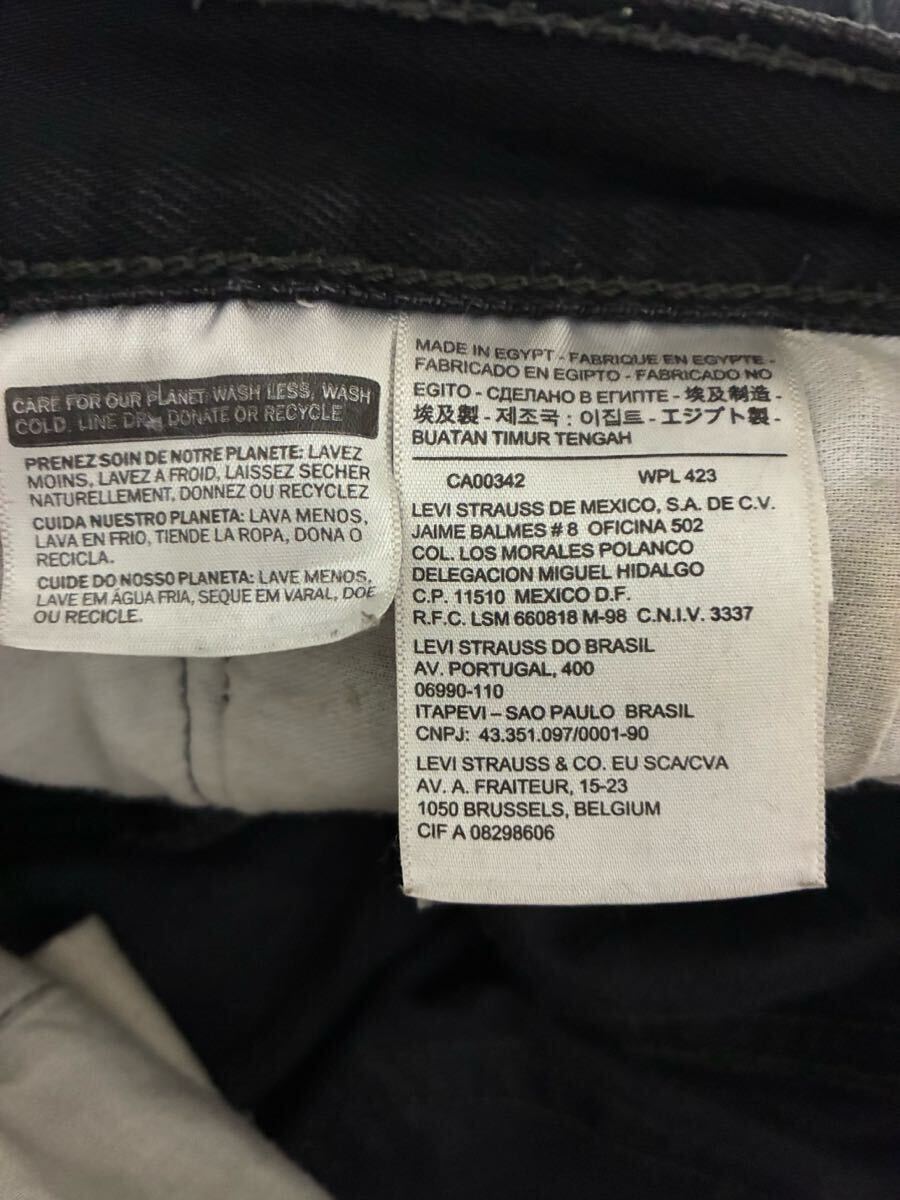 CARE FOR OUR PLANET: WASH LESS, WASH
COLD, LINE DRY, DONATE OR RECYCLE
PRENEZ SOIN DE NOTRE PLANETE: LAVEZ
MOINS, LAVEZ A FROID, LAISSEZ SECHER
NATURELLEMENT, DONNEZ OU RECYCLEZ
CUIDA NUESTRO PLANETA: LAVA MENOS,
LAVA EN FRIO, TIENDE LA ROPA, DONA O
RECICLA.
CUIDE DO NOSSO PLANETA: LAVE MENOS,
LAVE EM ÁGUA FRIA, SEQUE EM VARAL, DOE
OU RECICLE.
MADE IN EGYPT - FABRIQUE EN EGYPTE -
FABRICADO EN EGIPTO - FABRICADO NO
EGITO - СДЕЛАНО В ЕГИПТЕ - 埃及制造 -
埃及製 - 제조국 : 이집트 - エジプト製 -
BUATAN TIMUR TENGAH
CA00342 WPL 423
LEVI STRAUSS DE MEXICO, S.A. DE C.V.
JAIME BALMES # 8 OFICINA 502
COL. LOS MORALES POLANCO
DELEGACION MIGUEL HIDALGO
C.P. 11510 MEXICO D.F.
R.F.C. LSM 660818 M-98 C.N.I.V. 3337
LEVI STRAUSS DO BRASIL
AV. PORTUGAL, 400
06990-110
ITAPEVI – SAO PAULO BRASIL
CNPJ: 43.351.097/0001-90
LEVI STRAUSS & CO. EU SCA/CVA
AV. A. FRAITEUR, 15-23
1050 BRUSSELS, BELGIUM
CIF A 08298606